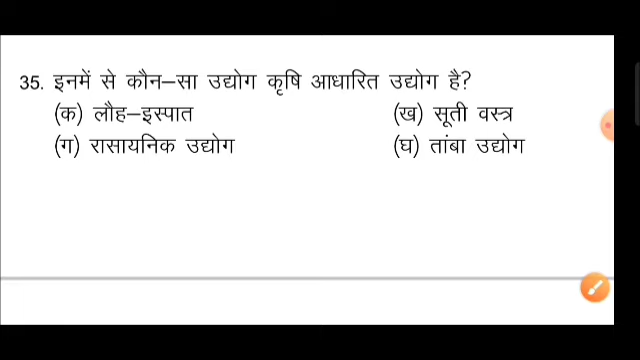 35. इनमें से कौन–सा उद्योग कृषि आधारित उद्योग है?
(क) लौह–इस्पात (ख) सूती वस्त्र
(ग) रासायनिक उद्योग (घ) तांबा उद्योग